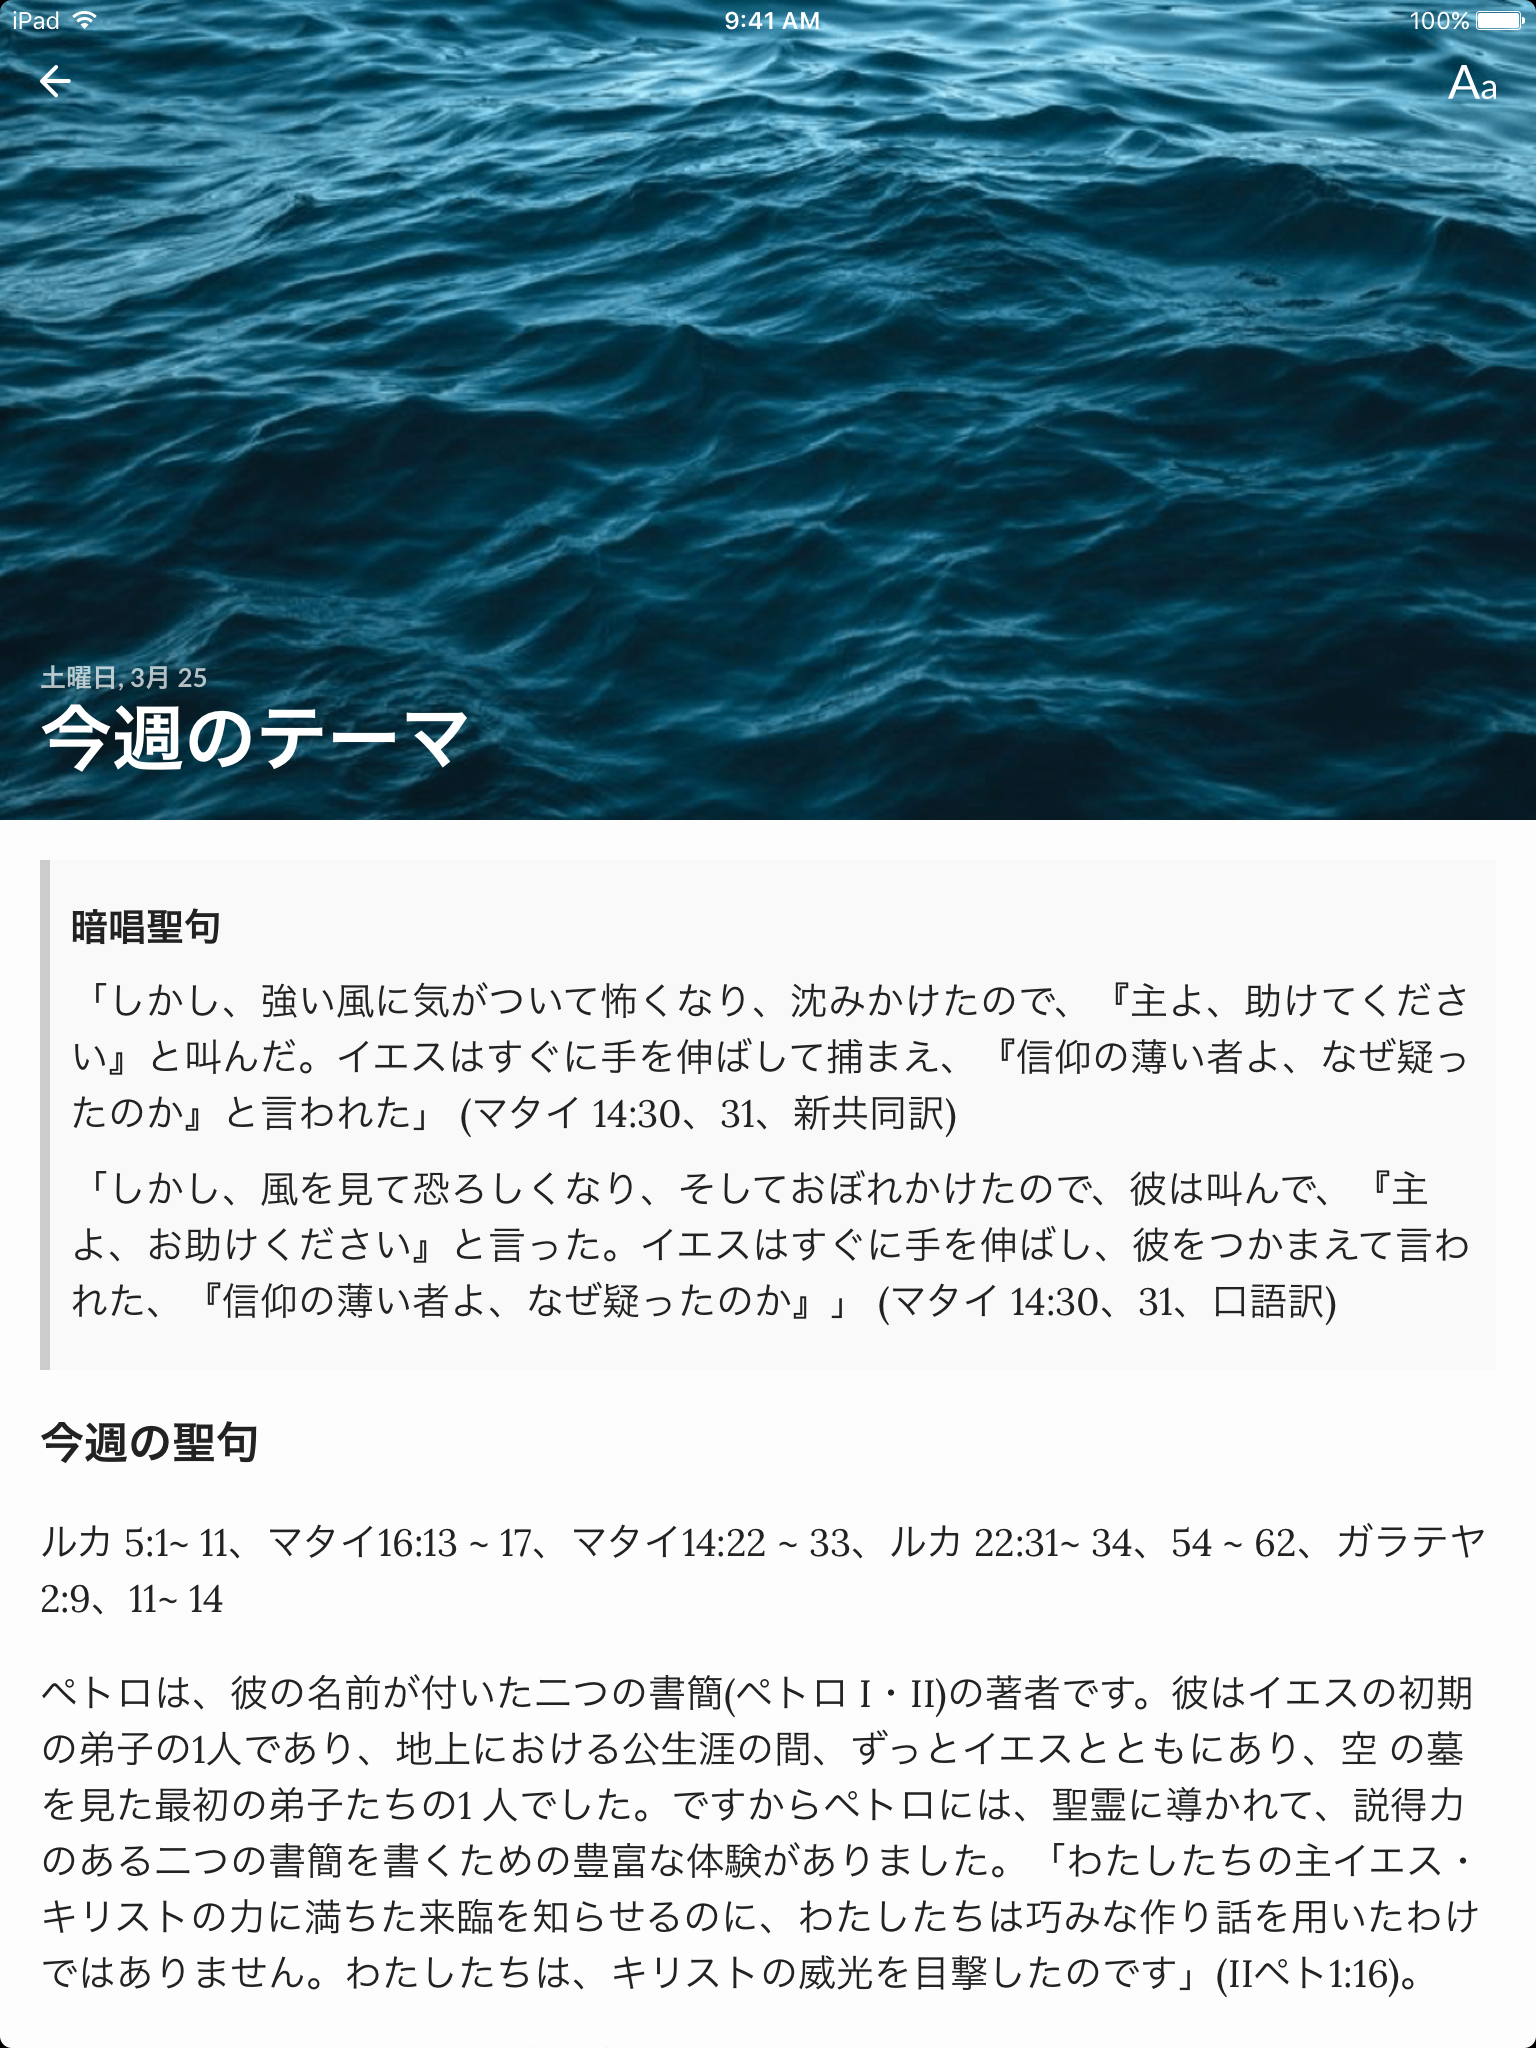 iPad
9:41 AM
100%
Aa
土曜日, 3月 25
今週のテーマ
暗唱聖句
「しかし、強い風に気がついて怖くなり、沈みかけたので、『主よ、助けてくださ
い』と叫んだ。イエスはすぐに手を伸ばして捕まえ、『信仰の薄い者よ、なぜ疑っ
たのか』と言われた」 (マタイ 14:30、31、新共同訳)
「しかし、風を見て恐ろしくなり、そしておぼれかけたので、彼は叫んで、『主
よ、お助けください』と言った。イエスはすぐに手を伸ばし、彼をつかまえて言わ
れた、『信仰の薄い者よ、なぜ疑ったのか』」 (マタイ 14:30、31、口語訳)
今週の聖句
ルカ 5:1~ 11、マタイ16:13 ~ 17、マタイ14:22 ~ 33、ルカ 22:31~ 34、54 ~ 62、ガラテヤ
2:9、11~ 14
ペトロは、彼の名前が付いた二つの書簡(ペトロ I・II)の著者です。彼はイエスの初期
の弟子の1人であり、地上における公生涯の間、ずっとイエスとともにあり、空 の墓
を見た最初の弟子たちの1 人でした。ですからペトロには、聖霊に導かれて、説得力
のある二つの書簡を書くための豊富な体験がありました。「わたしたちの主イエス・
キリストの力に満ちた来臨を知らせるのに、わたしたちは巧みな作り話を用いたわけ
ではありません。わたしたちは、キリストの威光を目撃したのです」(IIペト1:16)。